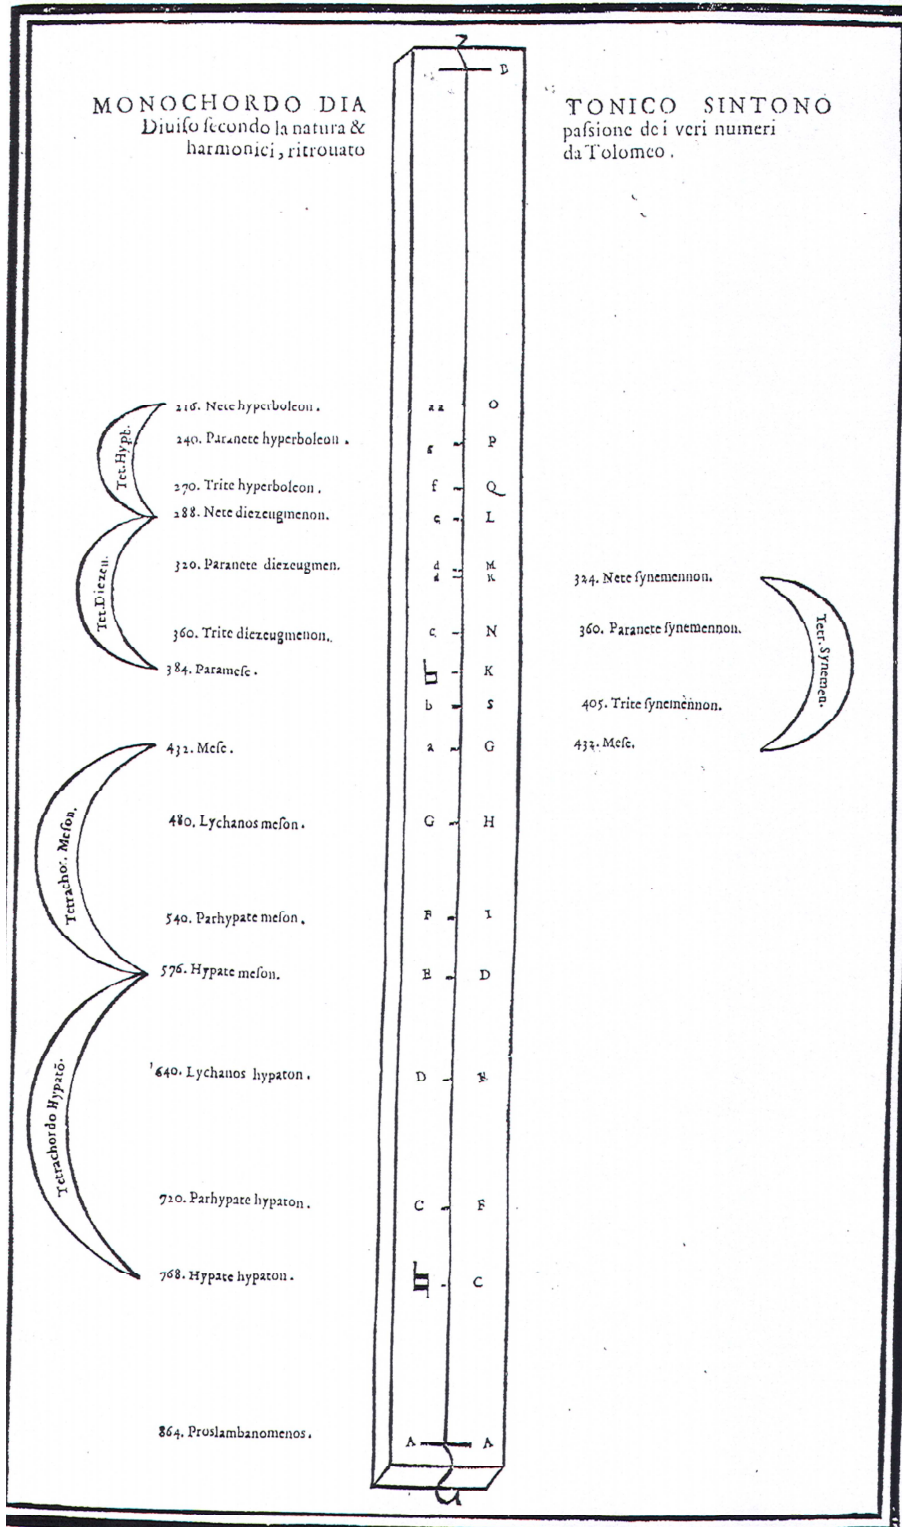 MONOCHORDO DIA
Diuiſo ſecondo la natura &
harmonici, ritrouato
TONICO SINTONO
paſsione de i veri numeri
da Tolomeo.
B
216. Nete hyperboleon.
aa O
240. Paranete hyperboleon.
g P
270. Trite hyperboleon.
f Q
288. Nete diezeugmenon.
e L
Tet. Hypb.
320. Paranete diezeugmen.
d M
324. Nete ſynemennon.
360. Trite diezeugmenon.
c N
360. Paranete ſynemennon.
384. Parameſe.
K
Tet. Diezeu.
b S
405. Trite ſynemennon.
432. Meſe.
a G
432. Meſe.
Tetr. Synemen.
480. Lychanos meſon.
G H
540. Parhypate meſon.
F I
576. Hypate meſon.
E D
Tetrachor. Meſon.
640. Lychanos hypaton.
D
720. Parhypate hypaton.
C F
768. Hypate hypaton.
C
Tetrachordo Hypatō.
864. Proslambanomenos.
A A